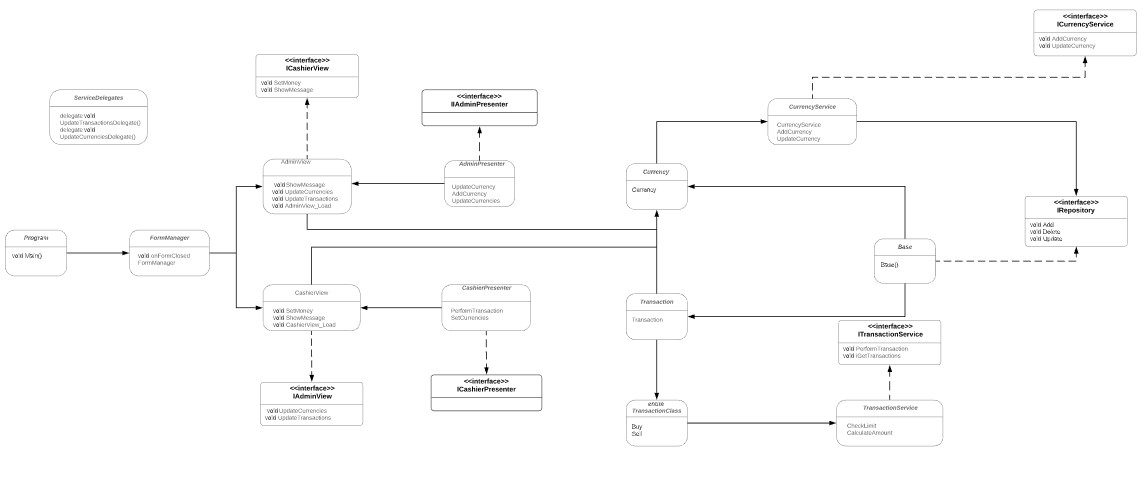 <<interface>>
ICurrencyService
void AddCurrency
void UpdateCurrency
<<interface>>
ICashierView
void SetMoney
void ShowMessage
ServiceDelegates
delegate void
UpdateTransactionsDelegate()
delegate void
UpdateCurrenciesDelegate()
<<interface>>
IIAdminPresenter
CurrencyService
CurrencyService
AddCurrency
UpdateCurrency
AdminView
void ShowMessage
void UpdateCurrencies
void UpdateTransactions
void AdminView_Load
AdminPresenter
UpdateCurrency
AddCurrency
UpdateCurrencies
Currency
Currency
<<interface>>
IRepository
void Add
void Delete
void Update
Program
void Main()
FormManager
void onFormClosed
FormManager
Base
Base()
CashierView
void SetMoney
void ShowMessage
void CashierView_Load
CashierPresenter
PerformTransaction
SetCurrencies
Transaction
Transaction
<<interface>>
ITransactionService
void PerformTransaction
void IGetTransactions
<<interface>>
IAdminView
void UpdateCurrencies
void UpdateTransactions
<<interface>>
ICashierPresenter
TransactionClass
Buy
Sell
TransactionService
CheckLimit
CalculateAmount